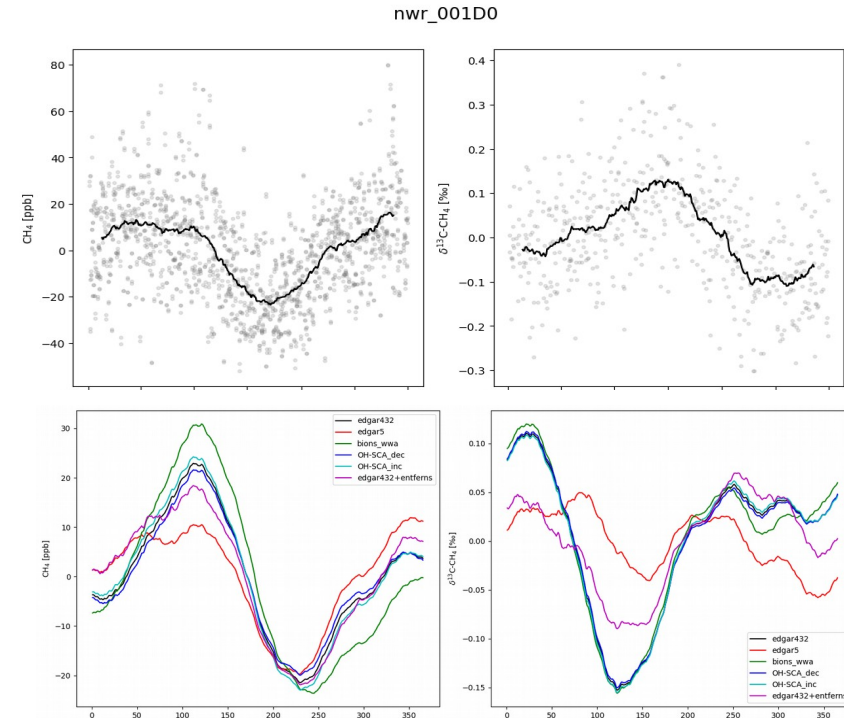 nwr_001D0
CH₄ [ppb]
80
60
40
20
0
−20
−40
δ¹³C-CH₄ [‰]
0.4
0.3
0.2
0.1
0.0
−0.1
−0.2
−0.3
CH₄ [ppb]
30
20
10
0
−10
−20
0 50 100 150 200 250 300 350
edgar432
edgar5
bions_wwa
OH-SCA_dec
OH-SCA_inc
edgar432+entferns
δ¹³C-CH₄ [‰]
0.10
0.05
0.00
−0.05
−0.10
−0.15
0 50 100 150 200 250 300 350
edgar432
edgar5
bions_wwa
OH-SCA_dec
OH-SCA_inc
edgar432+entferns